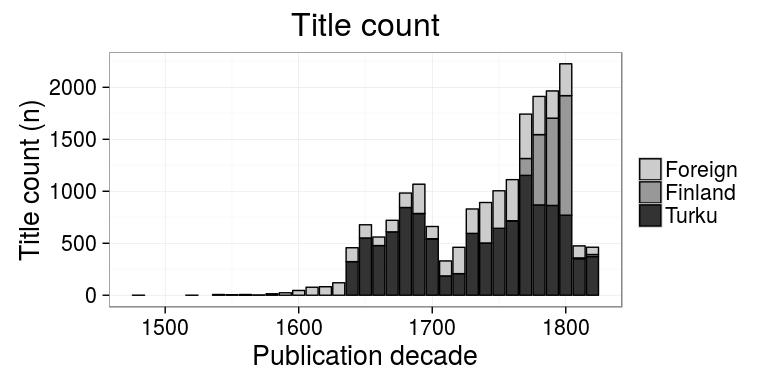 Title count
Title count (n)
2000
1500
1000
500
0
1500
1600
1700
1800
Publication decade
Foreign
Finland
Turku